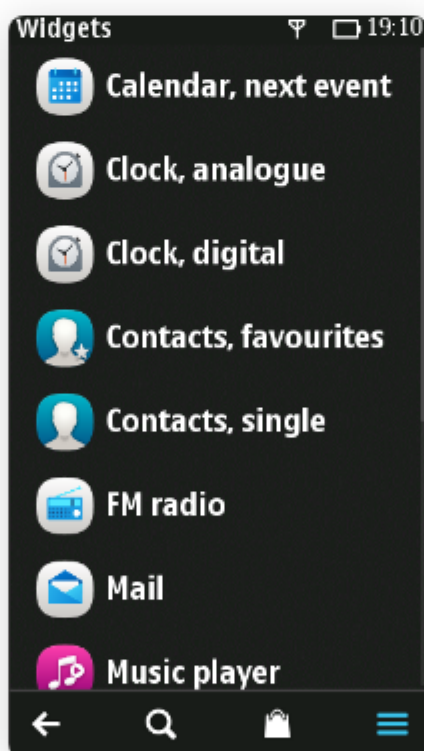 Widgets 19:10
Calendar, next event
Clock, analogue
Clock, digital
Contacts, favourites
Contacts, single
FM radio
Mail
Music player